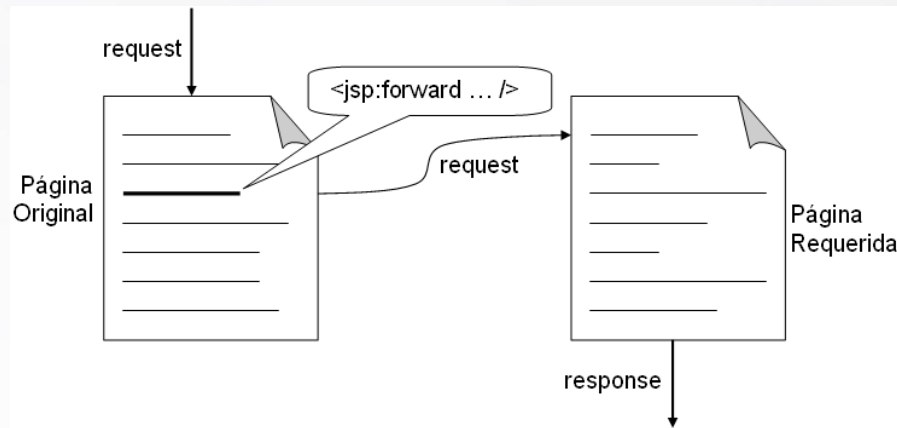 request
<jsp:forward … />
request
Página
Original
Página
Requerida
response